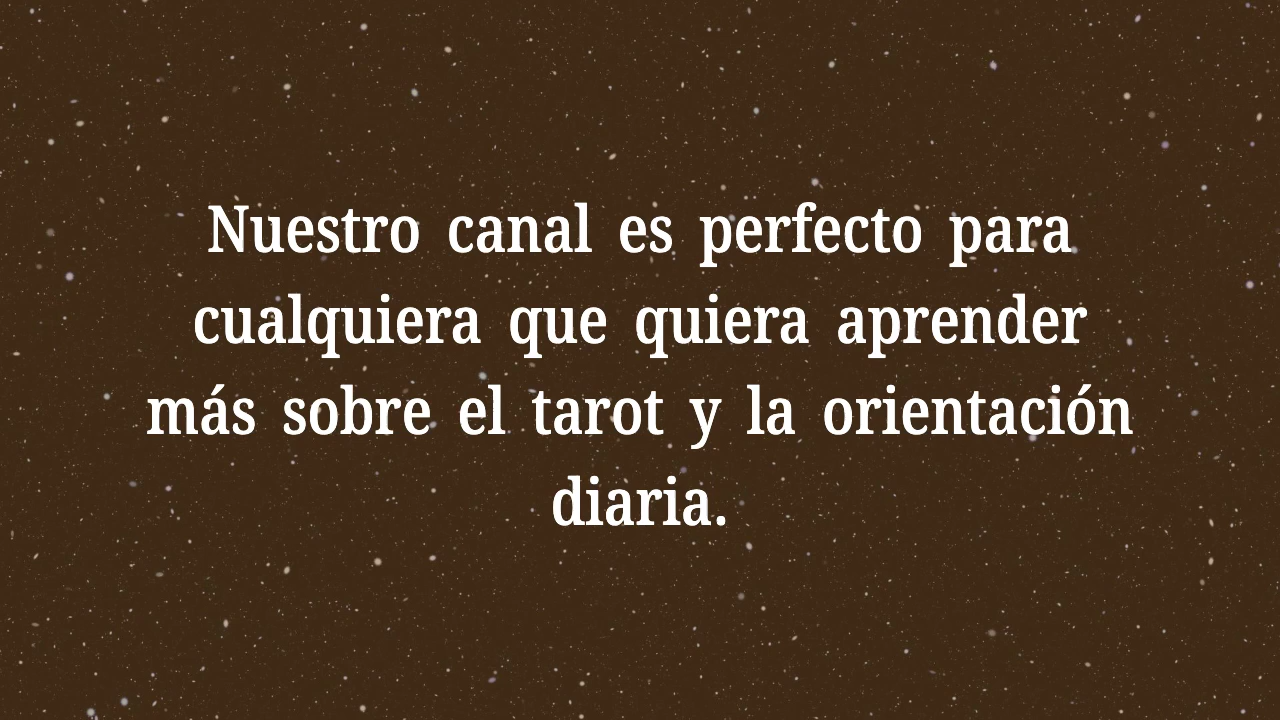 Nuestro canal es perfecto para
cualquiera que quiera aprender
más sobre el tarot y la orientación
diaria.